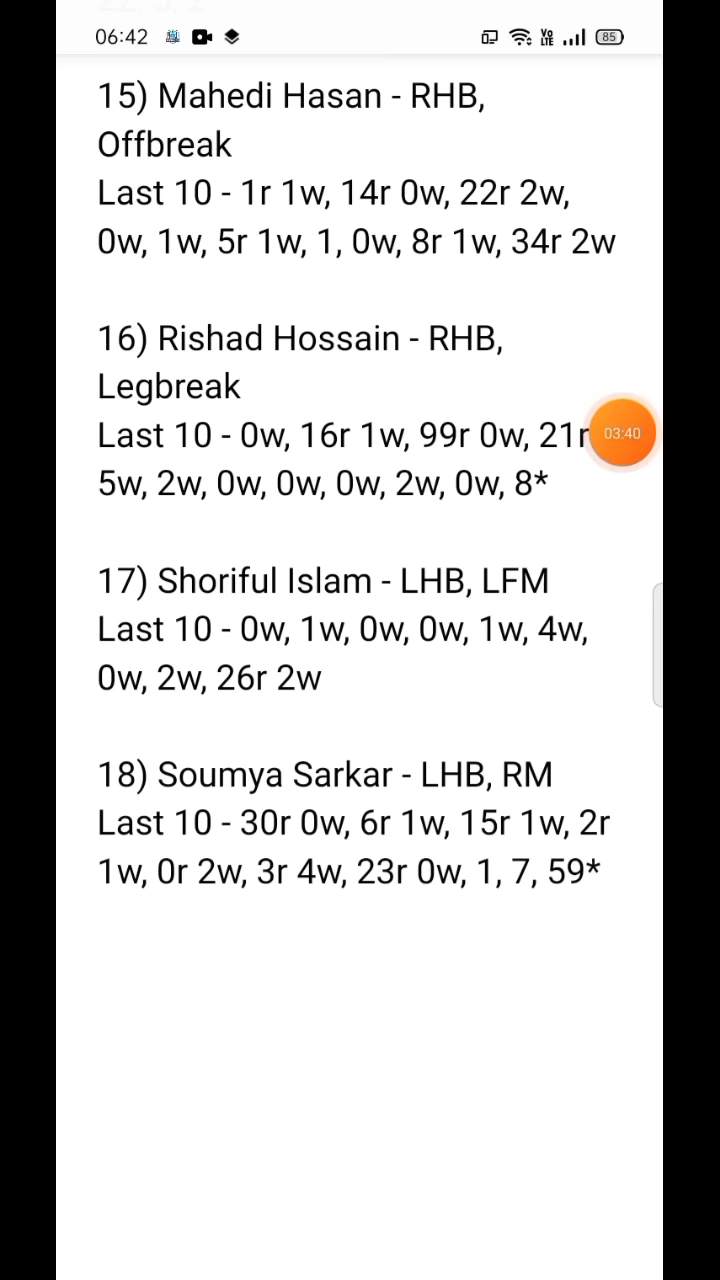 06:42
VO LTE
85
15) Mahedi Hasan - RHB,
Offbreak
Last 10 - 1r 1w, 14r 0w, 22r 2w,
0w, 1w, 5r 1w, 1, 0w, 8r 1w, 34r 2w
16) Rishad Hossain - RHB,
Legbreak
Last 10 - 0w, 16r 1w, 99r 0w, 21r
03:40
5w, 2w, 0w, 0w, 0w, 2w, 0w, 8*
17) Shoriful Islam - LHB, LFM
Last 10 - 0w, 1w, 0w, 0w, 1w, 4w,
0w, 2w, 26r 2w
18) Soumya Sarkar - LHB, RM
Last 10 - 30r 0w, 6r 1w, 15r 1w, 2r
1w, 0r 2w, 3r 4w, 23r 0w, 1, 7, 59*